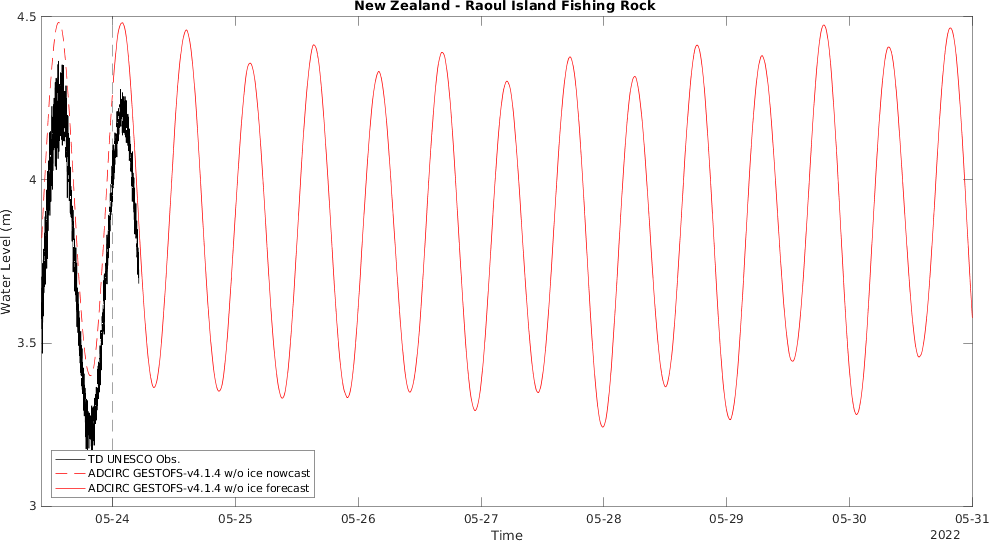 New Zealand - Raoul Island Fishing Rock
4.5
4
3.5
3
Water Level (m)
TD UNESCO Obs.
ADCIRC GESTOFS-v4.1.4 w/o ice nowcast
ADCIRC GESTOFS-v4.1.4 w/o ice forecast
05-24 05-25 05-26 05-27 05-28 05-29 05-30 05-31
Time
2022